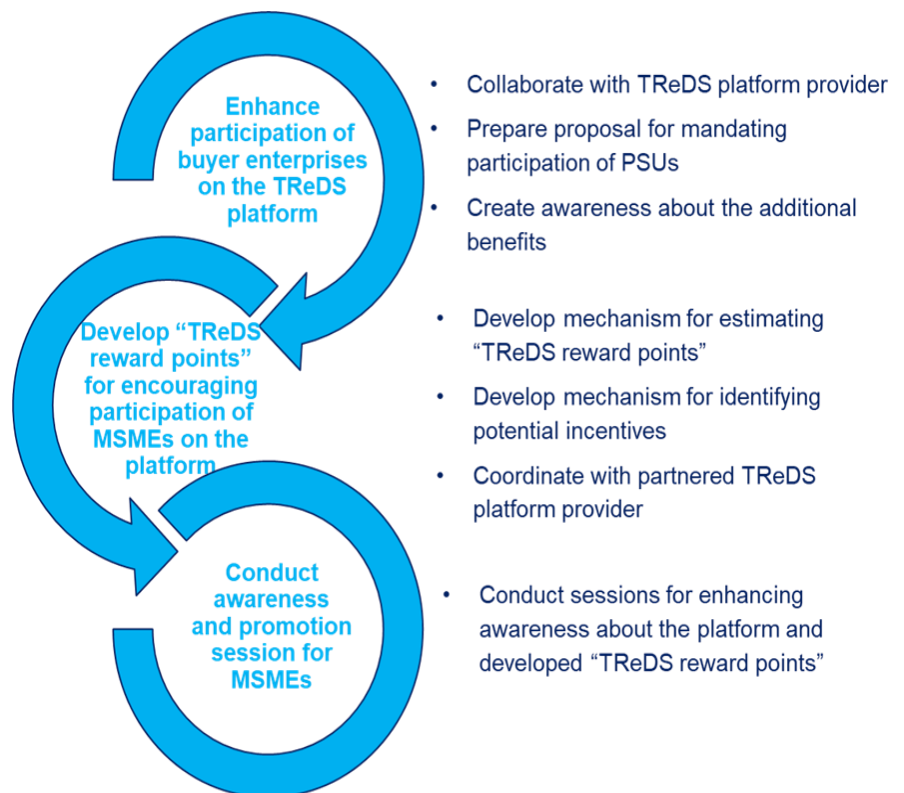 Enhance
participation of
buyer enterprises
on the TReDS
platform
• Collaborate with TReDS platform provider
• Prepare proposal for mandating
participation of PSUs
• Create awareness about the additional
benefits
Develop “TReDS
reward points”
for encouraging
participation of
MSMEs on the
platform
• Develop mechanism for estimating
“TReDS reward points”
• Develop mechanism for identifying
potential incentives
• Coordinate with partnered TReDS
platform provider
Conduct
awareness
and promotion
session for
MSMEs
• Conduct sessions for enhancing
awareness about the platform and
developed “TReDS reward points”